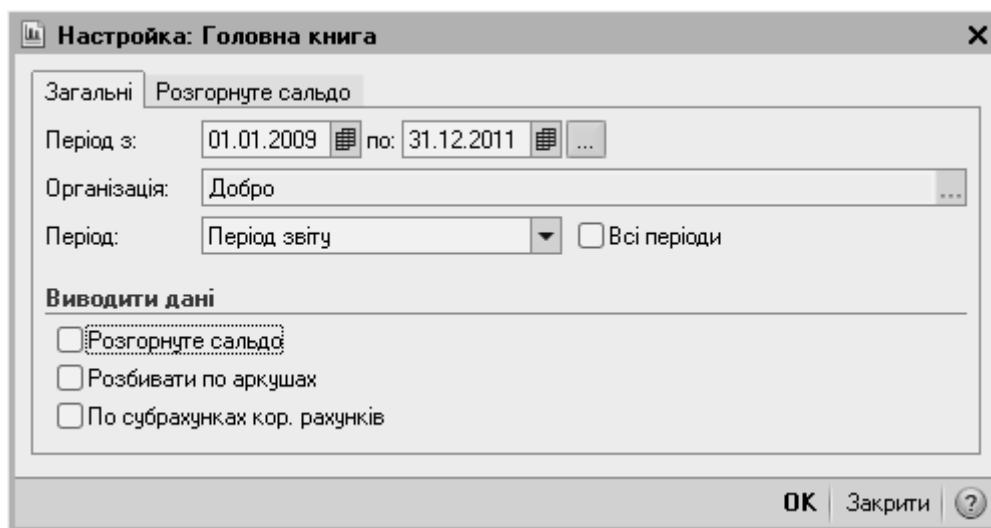 Настройка: Головна книга
Загальні Розгорнуте сальдо
Період з: 01.01.2009 по: 31.12.2011 ...
Організація: Добро ...
Період: Період звіту Всі періоди
Виводити дані
Розгорнуте сальдо
Розбивати по аркушах
По субрахунках кор. рахунків
OK Закрити ?